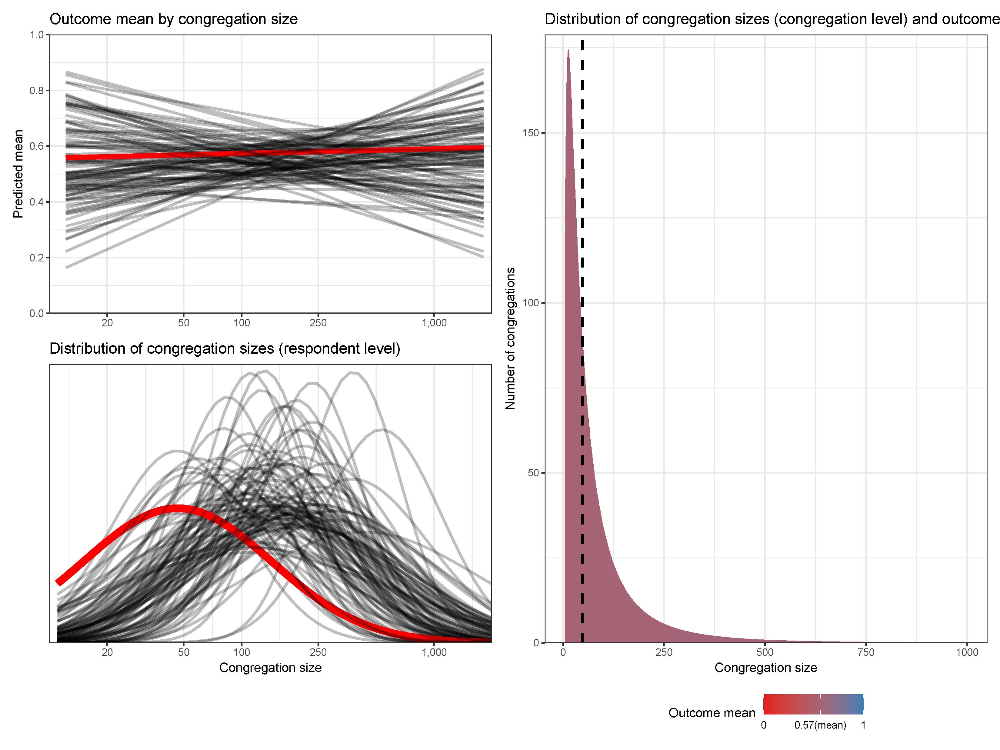 Outcome mean by congregation size
1.0
0.8
0.6
0.4
0.2
0.0
Predicted mean
20 50 100 250 1,000
Distribution of congregation sizes (respondent level)
20 50 100 250 1,000
Congregation size
Distribution of congregation sizes (congregation level) and outcome
150
100
50
0
Number of congregations
0 250 500 750 1000
Congregation size
Outcome mean
0 0.57(mean) 1